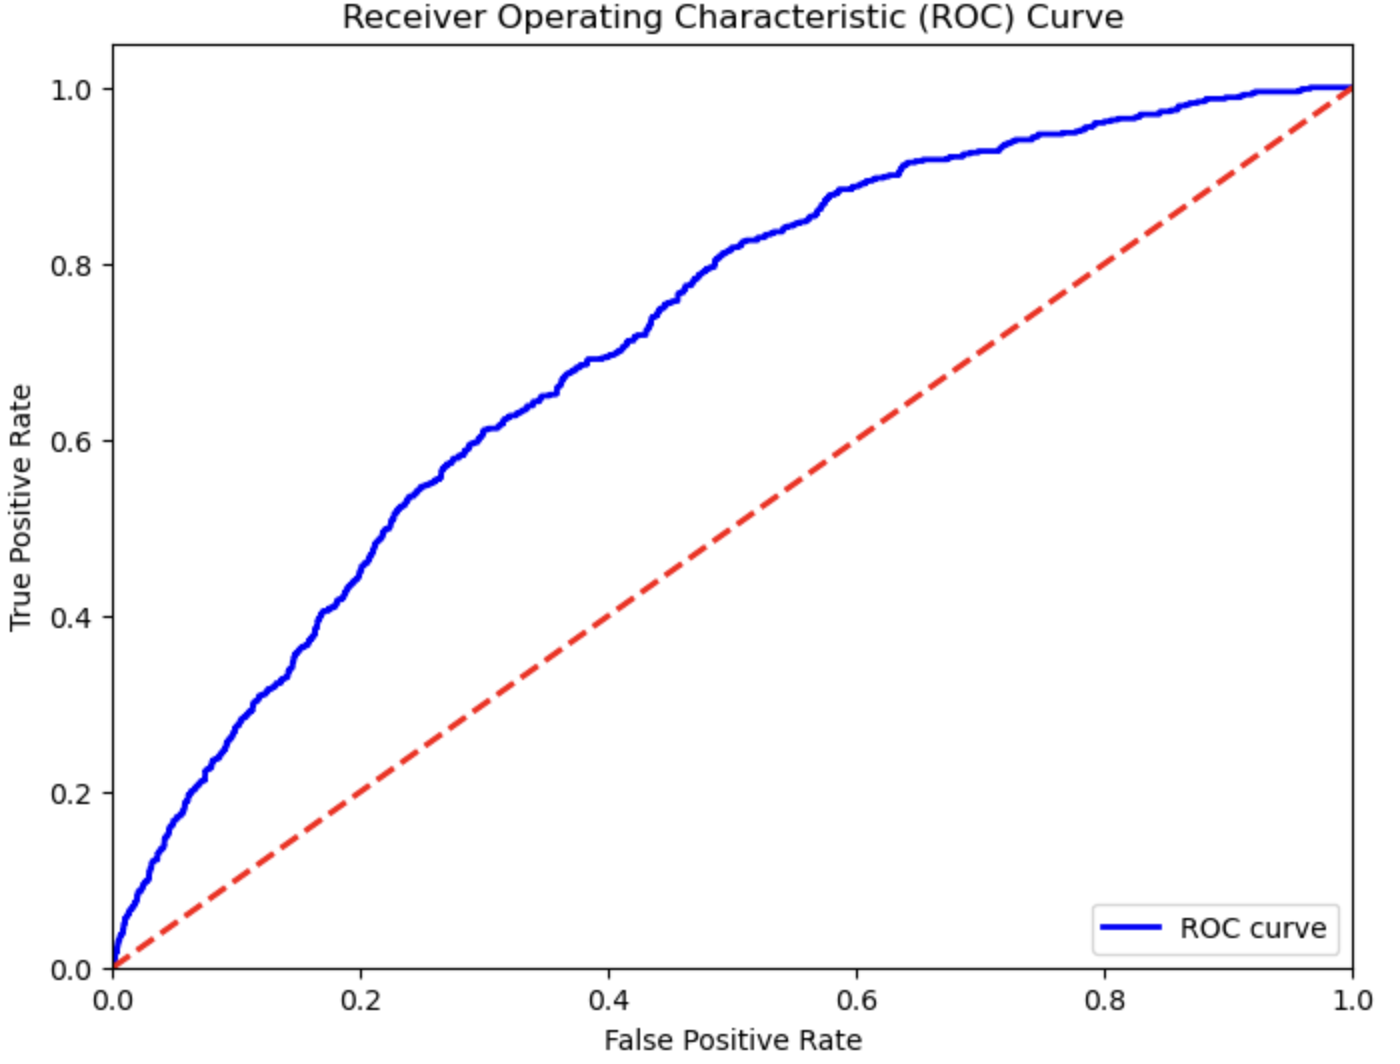 Receiver Operating Characteristic (ROC) Curve
1.0
0.8
0.6
0.4
0.2
0.0
True Positive Rate
ROC curve
0.0 0.2 0.4 0.6 0.8 1.0
False Positive Rate